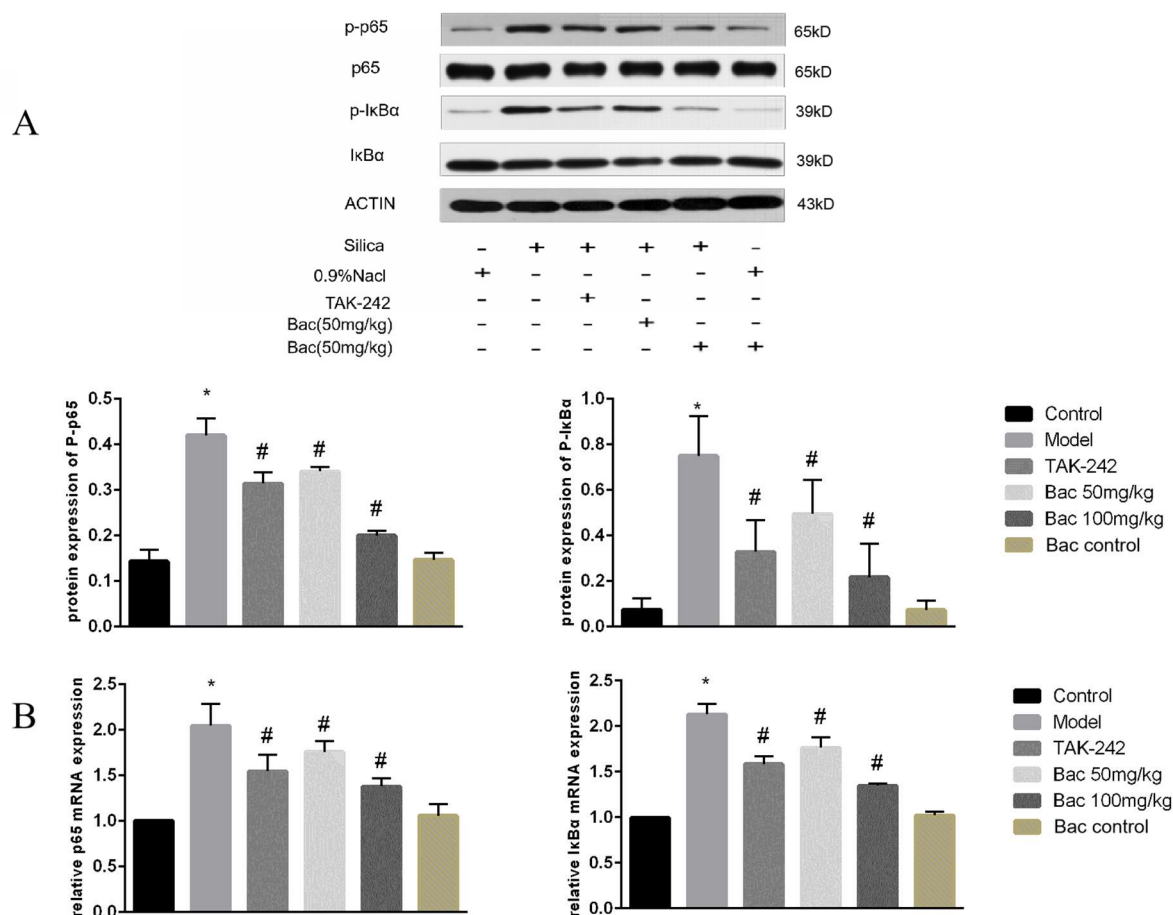 A
p-p65 65kD
p65 65kD
p-IκBα 39kD
IκBα 39kD
ACTIN 43kD
Silica - + + + + -
0.9%Nacl + - - - - +
TAK-242 - - + - - -
Bac(50mg/kg) - - - + - -
Bac(50mg/kg) - - - - + +
protein expression of P-p65
0.5
0.4
0.3
0.2
0.1
0.0
* # # #
protein expression of P-IκBα
1.0
0.8
0.6
0.4
0.2
0.0
* # # #
Control
Model
TAK-242
Bac 50mg/kg
Bac 100mg/kg
Bac control
B
relative p65 mRNA expression
2.5
2.0
1.5
1.0
0.5
0.0
* # # #
relative IκBα mRNA expression
2.5
2.0
1.5
1.0
0.5
0.0
* # # #
Control
Model
TAK-242
Bac 50mg/kg
Bac 100mg/kg
Bac control